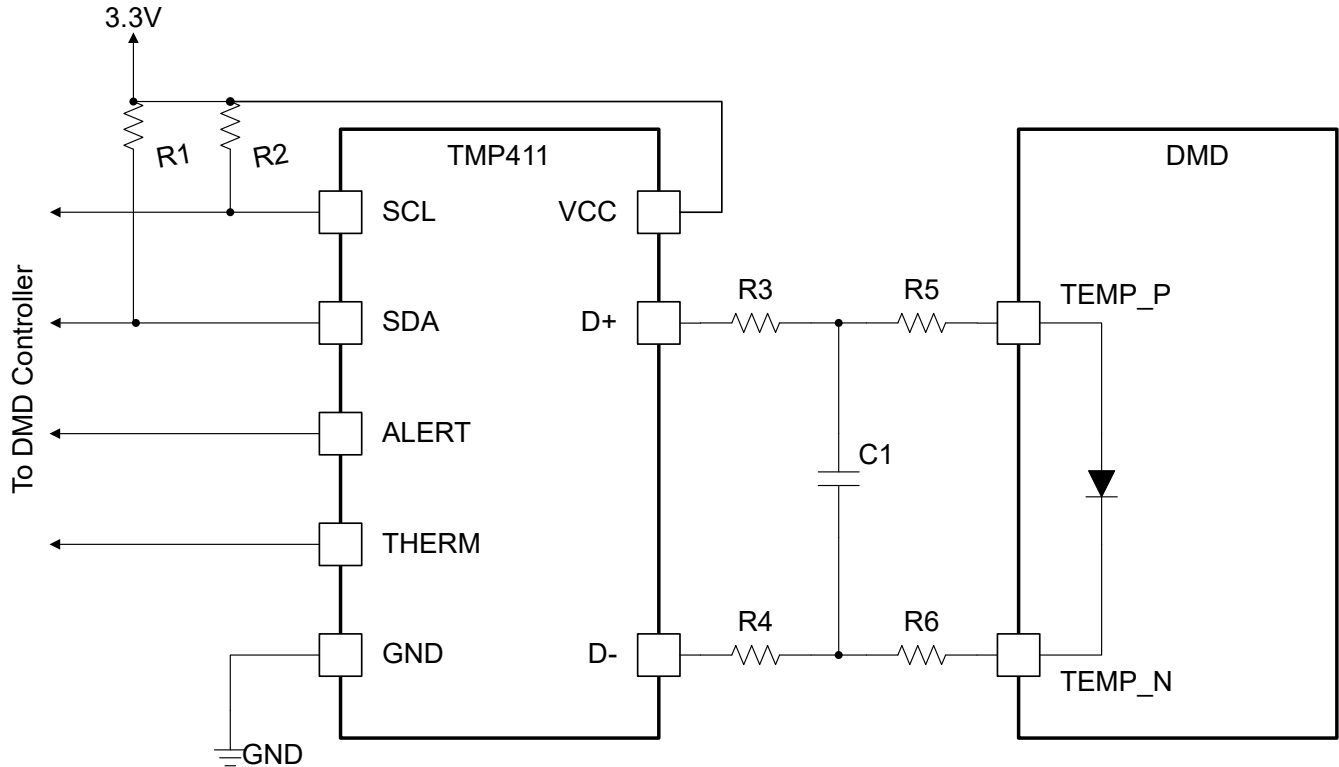 3.3V
R1
R2
TMP411
DMD
SCL
VCC
SDA
D+
R3
R5
TEMP_P
To DMD Controller
ALERT
C1
THERM
GND
D-
R4
R6
TEMP_N
GND